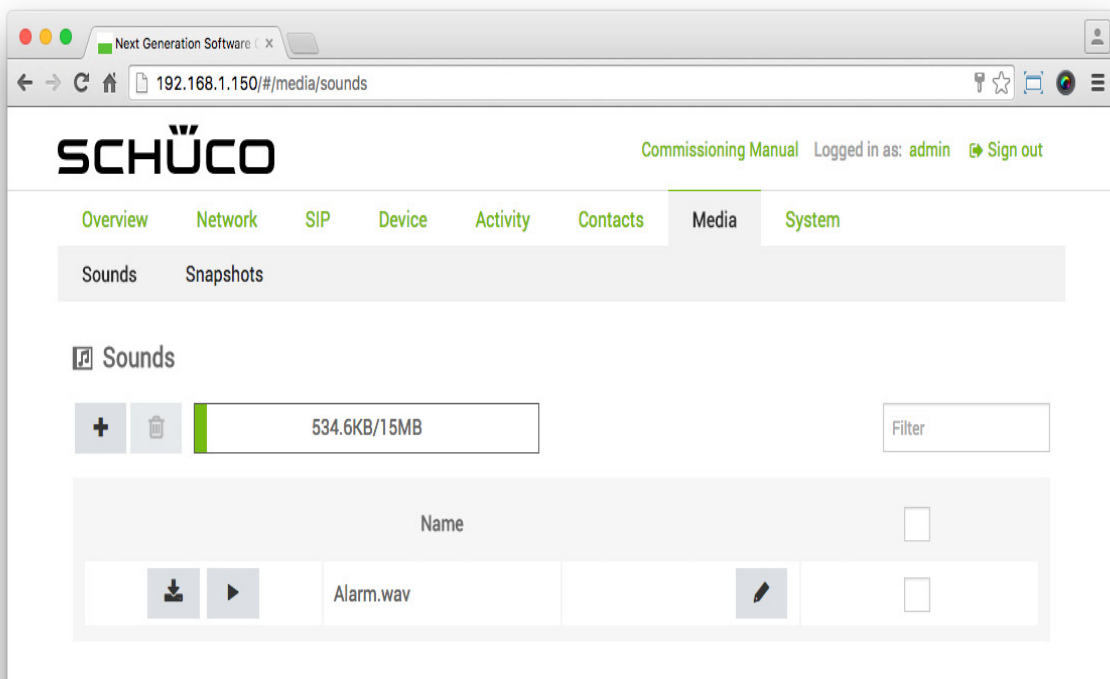 Next Generation Software C
192.168.1.150/#/media/sounds
SCHÜCO
Commissioning Manual Logged in as: admin Sign out
Overview Network SIP Device Activity Contacts Media System
Sounds Snapshots
Sounds
534.6KB/15MB Filter
Name
Alarm.wav